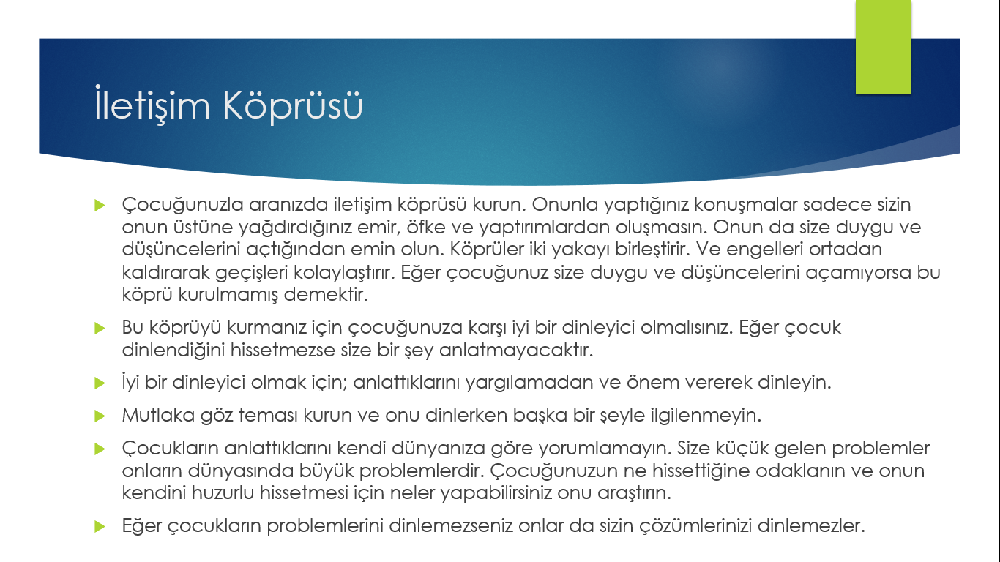 İletişim Köprüsü
Çocuğunuzla aranızda iletişim köprüsü kurun. Onunla yaptığınız konuşmalar sadece sizin
onun üstüne yağdırdığınız emir, öfke ve yaptırımlardan oluşmasın. Onun da size duygu ve
düşüncelerini açtığından emin olun. Köprüler iki yakayı birleştirir. Ve engelleri ortadan
kaldırarak geçişleri kolaylaştırır. Eğer çocuğunuz size duygu ve düşüncelerini açamıyorsa bu
köprü kurulmamış demektir.
Bu köprüyü kurmanız için çocuğunuza karşı iyi bir dinleyici olmalısınız. Eğer çocuk
dinlendiğini hissetmezse size bir şey anlatmayacaktır.
İyi bir dinleyici olmak için; anlattıklarını yargılamadan ve önem vererek dinleyin.
Mutlaka göz teması kurun ve onu dinlerken başka bir şeyle ilgilenmeyin.
Çocukların anlattıklarını kendi dünyanıza göre yorumlamayın. Size küçük gelen problemler
onların dünyasında büyük problemlerdir. Çocuğunuzun ne hissettiğine odaklanın ve onun
kendini huzurlu hissetmesi için neler yapabilirsiniz onu araştırın.
Eğer çocukların problemlerini dinlemezseniz onlar da sizin çözümlerinizi dinlemezler.